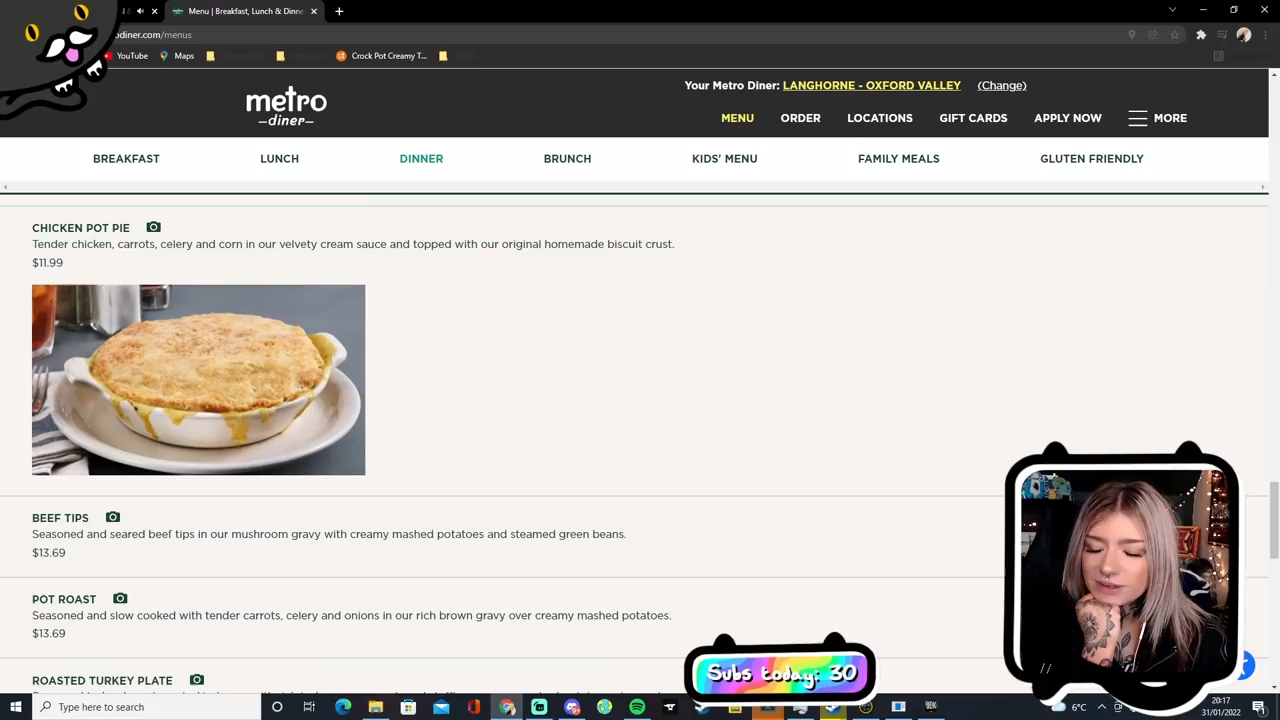 Menu | Breakfast, Lunch & Dinne
odiner.com/menus
YouTube
Maps
Crock Pot Creamy T...
metro
diner
Your Metro Diner: LANGHORNE - OXFORD VALLEY (Change)
MENU ORDER LOCATIONS GIFT CARDS APPLY NOW MORE
BREAKFAST LUNCH DINNER BRUNCH KIDS' MENU FAMILY MEALS GLUTEN FRIENDLY
CHICKEN POT PIE
Tender chicken, carrots, celery and corn in our velvety cream sauce and topped with our original homemade biscuit crust.
$11.99
BEEF TIPS
Seasoned and seared beef tips in our mushroom gravy with creamy mashed potatoes and steamed green beans.
$13.69
POT ROAST
Seasoned and slow cooked with tender carrots, celery and onions in our rich brown gravy over creamy mashed potatoes.
$13.69
ROASTED TURKEY PLATE
Subs today: 30
Type here to search
6°C
20:17
31/01/2022